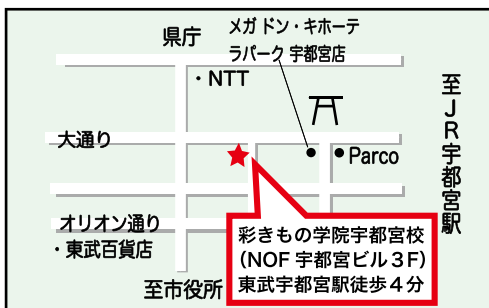 県庁
メガドン・キホーテ
ラパーク宇都宮店
・NTT
至JR宇都宮駅
大通り
Parco
オリオン通り
・東武百貨店
至市役所
彩きもの学院宇都宮校
（NOF 宇都宮ビル３F）
東武宇都宮駅徒歩４分